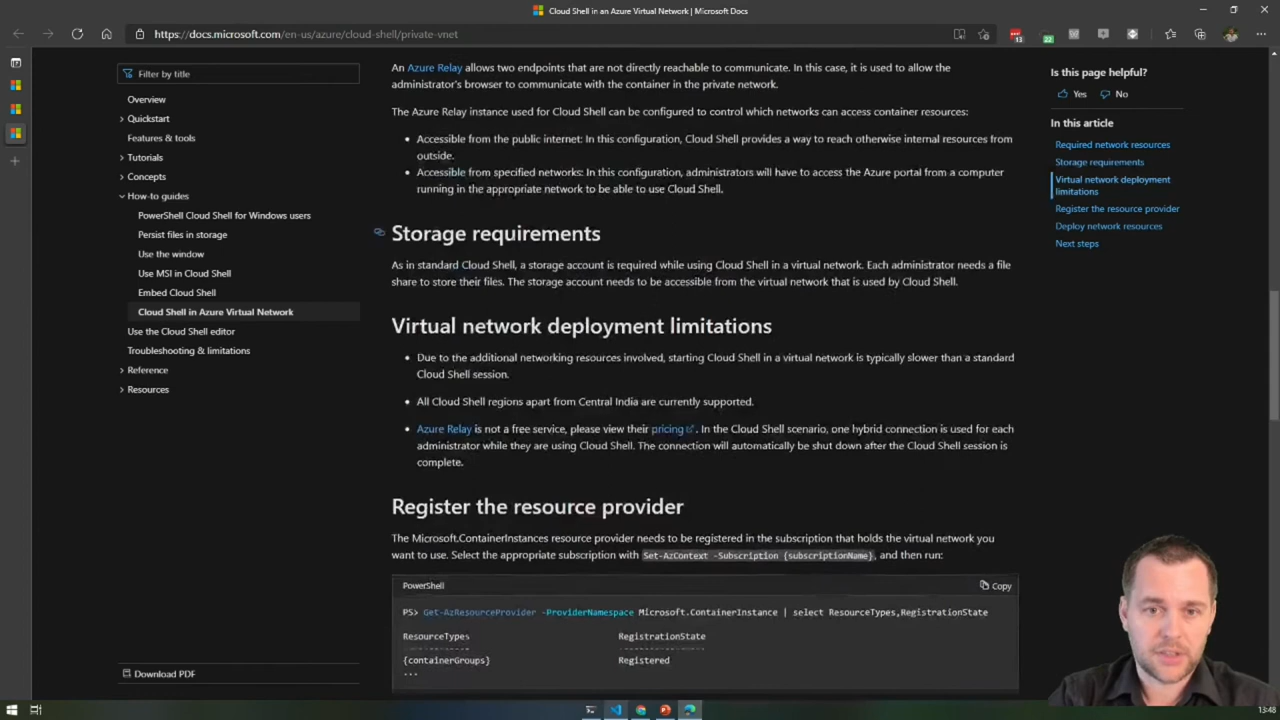 Cloud Shell in an Azure Virtual Network | Microsoft Docs
https://docs.microsoft.com/en-us/azure/cloud-shell/private-vnet
13
22
Filter by title
Overview
Quickstart
Features & tools
Tutorials
Concepts
How-to guides
PowerShell Cloud Shell for Windows users
Persist files in storage
Use the window
Use MSI in Cloud Shell
Embed Cloud Shell
Cloud Shell in Azure Virtual Network
Use the Cloud Shell editor
Troubleshooting & limitations
Reference
Resources
Download PDF
An Azure Relay allows two endpoints that are not directly reachable to communicate. In this case, it is used to allow the
administrator's browser to communicate with the container in the private network.
The Azure Relay instance used for Cloud Shell can be configured to control which networks can access container resources:
• Accessible from the public internet: In this configuration, Cloud Shell provides a way to reach otherwise internal resources from
outside.
• Accessible from specified networks: In this configuration, administrators will have to access the Azure portal from a computer
running in the appropriate network to be able to use Cloud Shell.
Storage requirements
As in standard Cloud Shell, a storage account is required while using Cloud Shell in a virtual network. Each administrator needs a file
share to store their files. The storage account needs to be accessible from the virtual network that is used by Cloud Shell.
Virtual network deployment limitations
• Due to the additional networking resources involved, starting Cloud Shell in a virtual network is typically slower than a standard
Cloud Shell session.
• All Cloud Shell regions apart from Central India are currently supported.
• Azure Relay is not a free service, please view their pricing. In the Cloud Shell scenario, one hybrid connection is used for each
administrator while they are using Cloud Shell. The connection will automatically be shut down after the Cloud Shell session is
complete.
Register the resource provider
The Microsoft.ContainerInstances resource provider needs to be registered in the subscription that holds the virtual network you
want to use. Select the appropriate subscription with Set-AzContext -Subscription {subscriptionName}, and then run:
PowerShell
Copy
PS> Get-AzResourceProvider -ProviderNamespace Microsoft.ContainerInstance | select ResourceTypes,RegistrationState
ResourceTypes RegistrationState
{containerGroups} Registered
...
Is this page helpful?
Yes No
In this article
Required network resources
Storage requirements
Virtual network deployment
limitations
Register the resource provider
Deploy network resources
Next steps
13:48